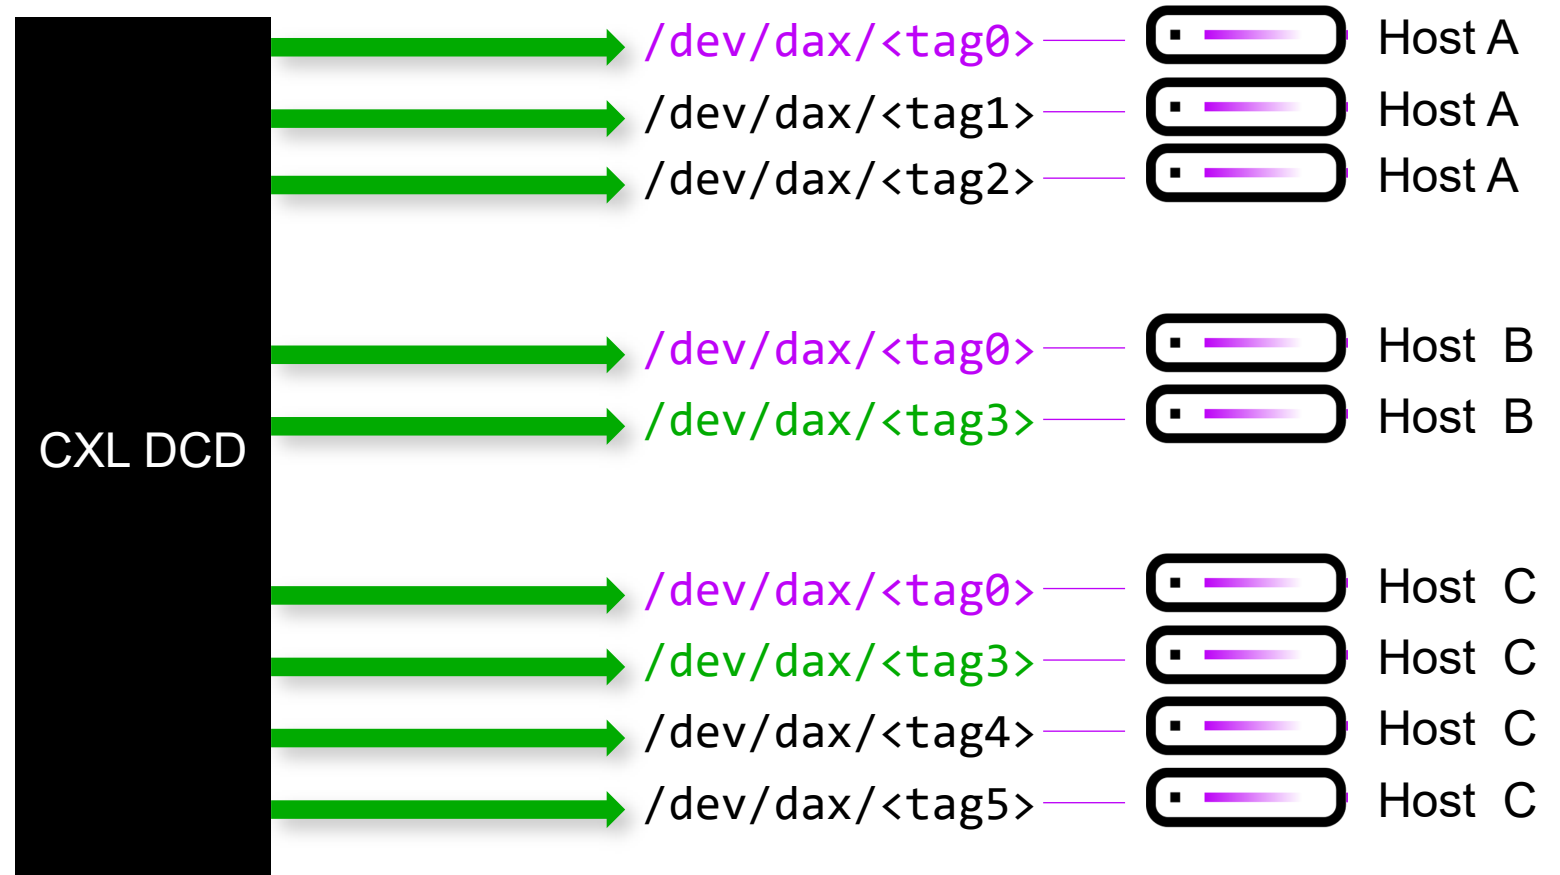 /dev/dax/<tag0> Host A
/dev/dax/<tag1> Host A
/dev/dax/<tag2> Host A
/dev/dax/<tag0> Host B
/dev/dax/<tag3> Host B
CXL DCD
/dev/dax/<tag0> Host C
/dev/dax/<tag3> Host C
/dev/dax/<tag4> Host C
/dev/dax/<tag5> Host C